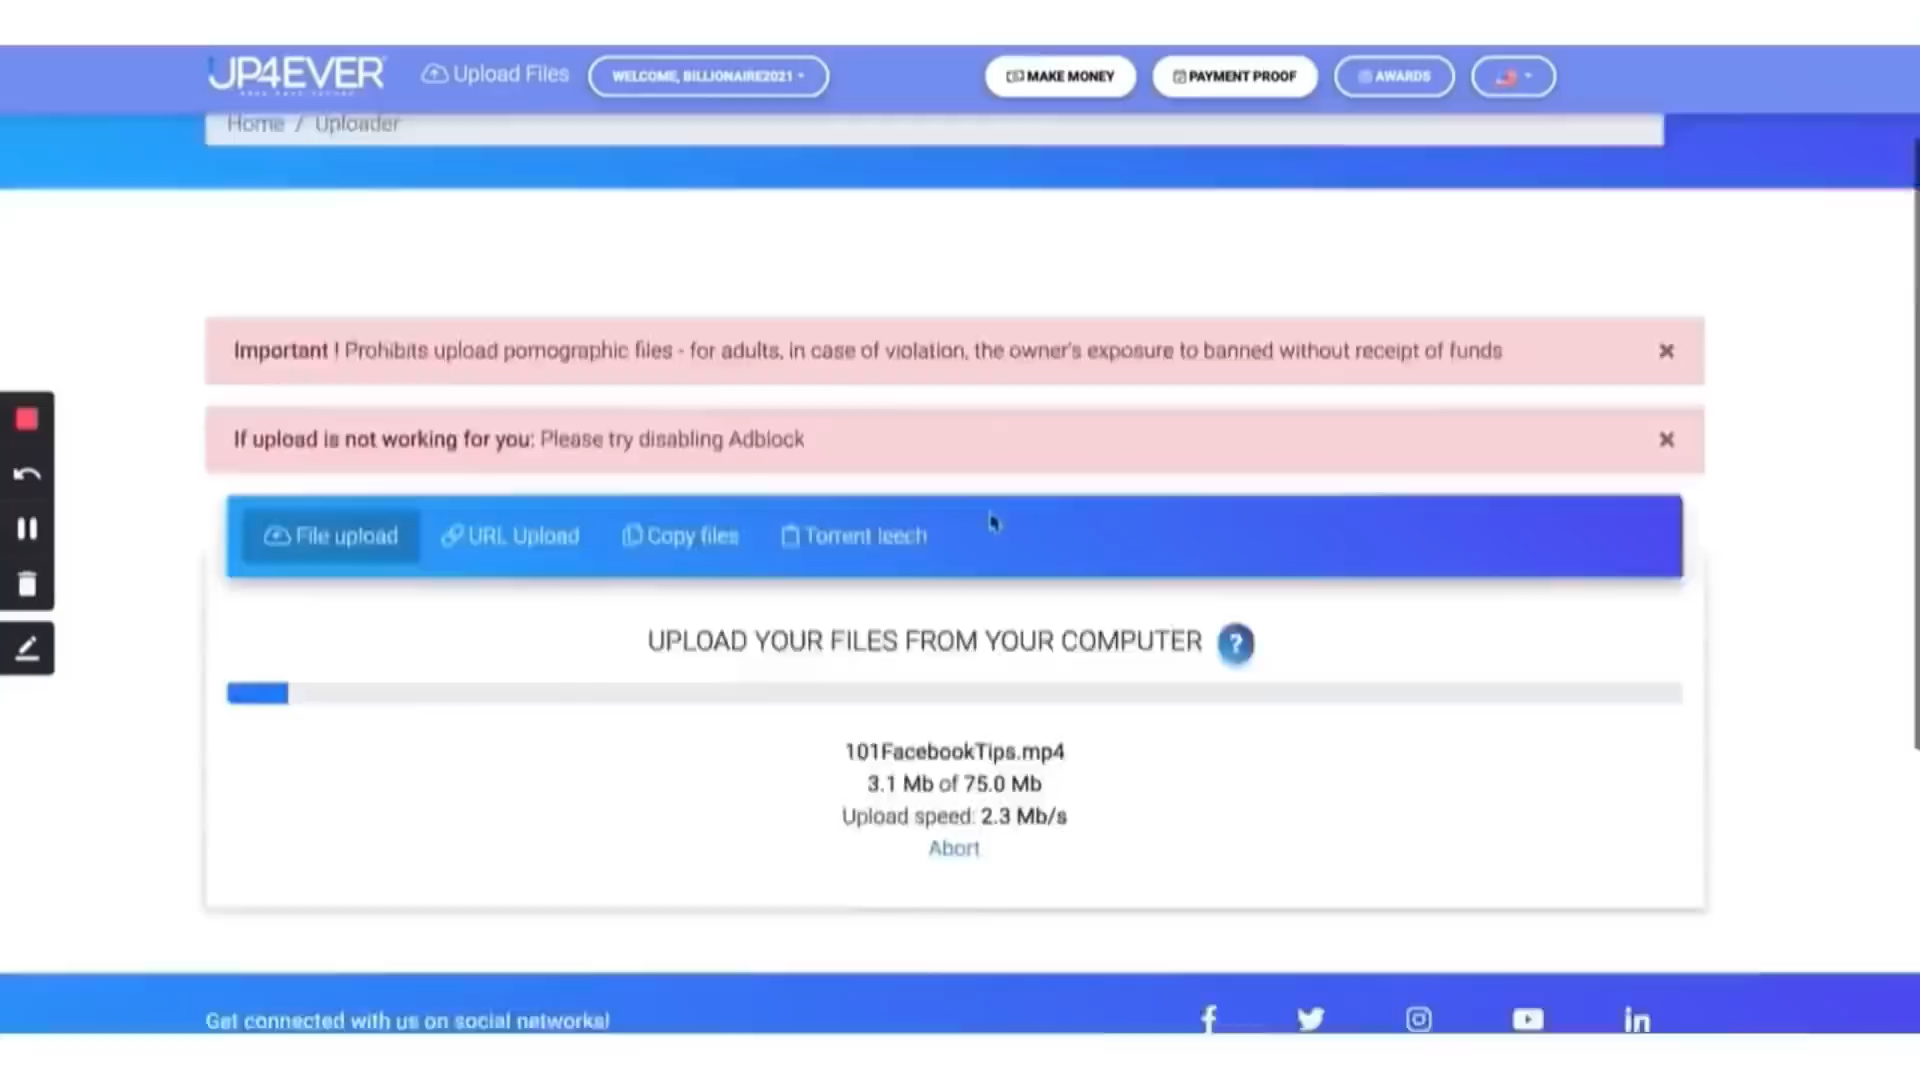 UP4EVER
Upload Files
WELCOME, BILLIONAIRE2021
MAKE MONEY
PAYMENT PROOF
AWARDS
Home / Uploader
Important ! Prohibits upload pornographic files - for adults, in case of violation, the owner's exposure to banned without receipt of funds
If upload is not working for you: Please try disabling Adblock
File upload
URL Upload
Copy files
Torrent leech
UPLOAD YOUR FILES FROM YOUR COMPUTER ?
101FacebookTips.mp4
3.1 Mb of 75.0 Mb
Upload speed: 2.3 Mb/s
Abort
Get connected with us on social networks!